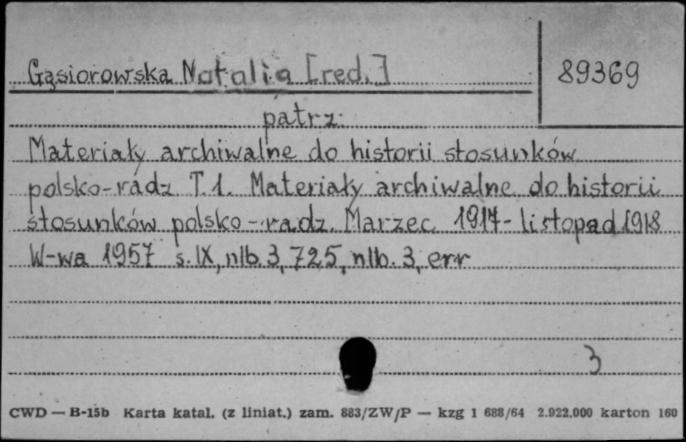 Gąsiorowska Natalia [red.]
89369
patrz:
Materiały archiwalne do historii stosunków
polsko-radz T.1. Materiały archiwalne do historii
stosunków polsko-radz. Marzec 1917-listopad 1918
W-wa 1957 s. IX, nlb. 3, 725, nlb. 3, err
3
CWD — B-15b Karta katal. (z liniat.) zam. 883/ZW/P — kzg 1 688/64 2.922.000 karton 160